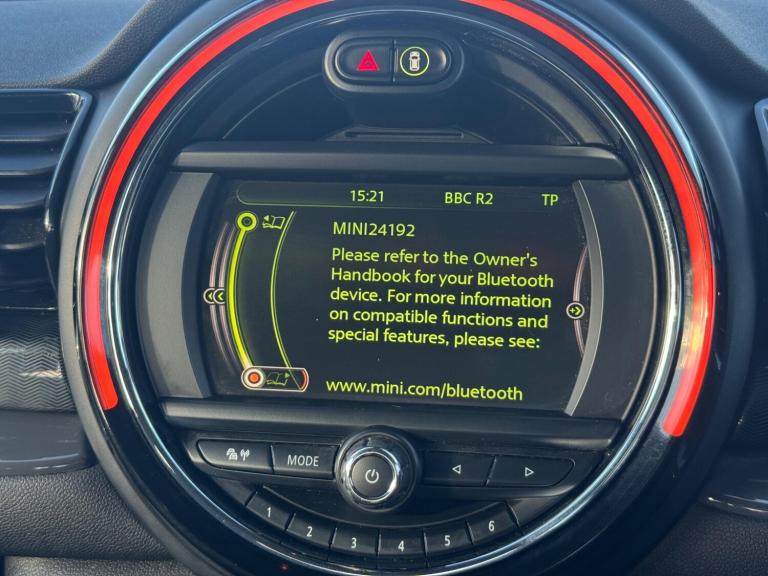 15:21 BBC R2 TP
MINI24192
Please refer to the Owner's
Handbook for your Bluetooth
device. For more information
on compatible functions and
special features, please see:
www.mini.com/bluetooth
MODE
1 2 3 4 5 6